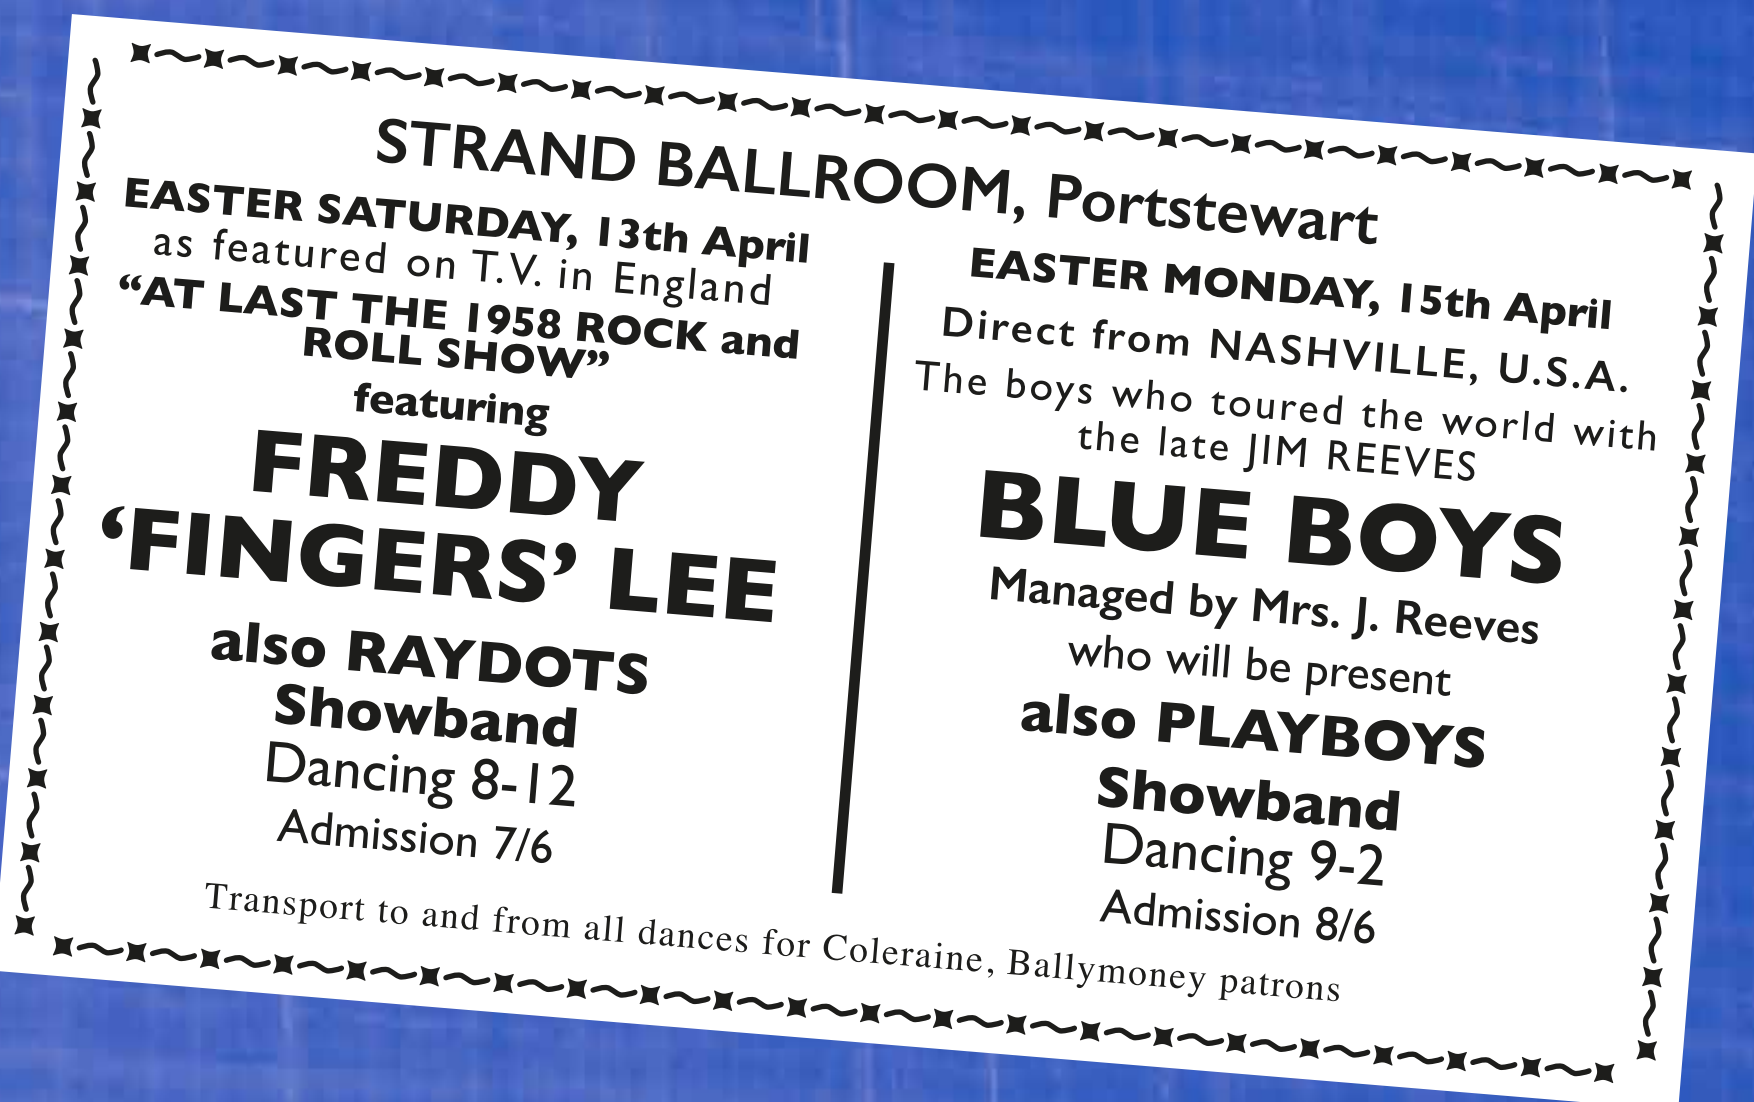 STRAND BALLROOM, Portstewart
EASTER SATURDAY, 13th April
as featured on T.V. in England
“AT LAST THE 1958 ROCK and
ROLL SHOW”
featuring
FREDDY
‘FINGERS’ LEE
also RAYDOTS
Showband
Dancing 8-12
Admission 7/6
EASTER MONDAY, 15th April
Direct from NASHVILLE, U.S.A.
The boys who toured the world with
the late JIM REEVES
BLUE BOYS
Managed by Mrs. J. Reeves
who will be present
also PLAYBOYS
Showband
Dancing 9-2
Admission 8/6
Transport to and from all dances for Coleraine, Ballymoney patrons